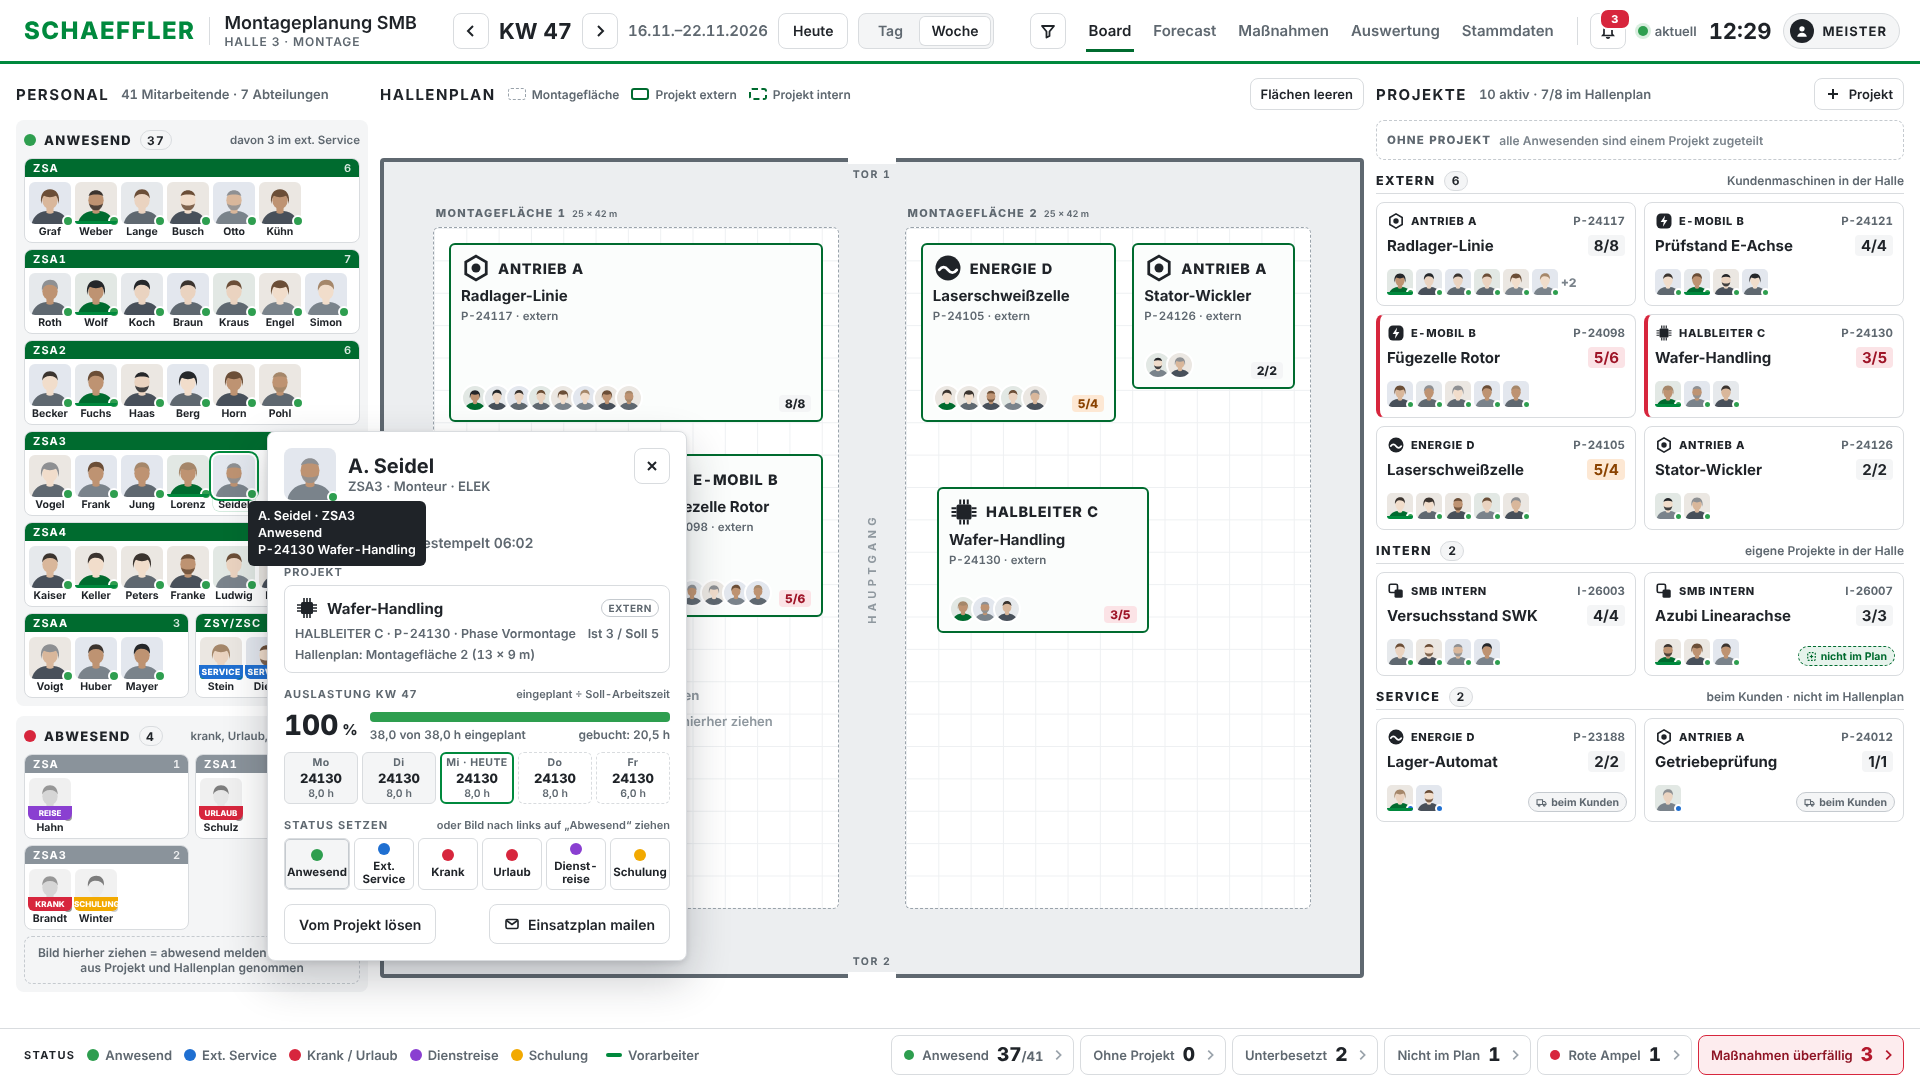 SCHAEFFLER
Montageplanung SMB
HALLE 3 · MONTAGE
KW 47
16.11.–22.11.2026
Heute
Tag
Woche
Board
Forecast
Maßnahmen
Auswertung
Stammdaten
3
aktuell
12:29
MEISTER
PERSONAL
41 Mitarbeitende · 7 Abteilungen
ANWESEND 37
davon 3 im ext. Service
ZSA 6
Graf Weber Lange Busch Otto Kühn
ZSA1 7
Roth Wolf Koch Braun Kraus Engel Simon
ZSA2 6
Becker Fuchs Haas Berg Horn Pohl
ZSA3
Vogel Frank Jung Lorenz Seidel
ZSA4
Kaiser Keller Peters Franke Ludwig
ZSAA 3
Voigt Huber Mayer
ZSY/ZSC
SERVICE
Stein
ABWESEND 4
krank, Urlaub,
ZSA 1
REISE
Hahn
ZSA1
URLAUB
Schulz
ZSA3 2
KRANK SCHULUNG
Brandt Winter
Bild hierher ziehen = abwesend melden
aus Projekt und Hallenplan genommen
HALLENPLAN
Montagefläche
Projekt extern
Projekt intern
Flächen leeren
TOR 1
MONTAGEFLÄCHE 1 25 × 42 m
ANTRIEB A
Radlager-Linie
P-24117 · extern
8/8
E-MOBIL B
ezelle Rotor
098 · extern
5/6
en
hierher ziehen
HAUPTGANG
MONTAGEFLÄCHE 2 25 × 42 m
ENERGIE D
Laserschweißzelle
P-24105 · extern
5/4
ANTRIEB A
Stator-Wickler
P-24126 · extern
2/2
HALBLEITER C
Wafer-Handling
P-24130 · extern
3/5
TOR 2
A. Seidel
ZSA3 · Monteur · ELEK
A. Seidel · ZSA3
Anwesend
P-24130 Wafer-Handling
estempelt 06:02
PROJEKT
Wafer-Handling
EXTERN
HALBLEITER C · P-24130 · Phase Vormontage
Ist 3 / Soll 5
Hallenplan: Montagefläche 2 (13 × 9 m)
AUSLASTUNG KW 47
eingeplant ÷ Soll-Arbeitszeit
100 %
38,0 von 38,0 h eingeplant
gebucht: 20,5 h
Mo
24130
8,0 h
Di
24130
8,0 h
Mi · HEUTE
24130
8,0 h
Do
24130
8,0 h
Fr
24130
6,0 h
STATUS SETZEN
oder Bild nach links auf „Abwesend“ ziehen
Anwesend
Ext.
Service
Krank
Urlaub
Dienst-
reise
Schulung
Vom Projekt lösen
Einsatzplan mailen
PROJEKTE
10 aktiv · 7/8 im Hallenplan
+ Projekt
OHNE PROJEKT alle Anwesenden sind einem Projekt zugeteilt
EXTERN 6
Kundenmaschinen in der Halle
ANTRIEB A P-24117
Radlager-Linie 8/8
+2
E-MOBIL B P-24121
Prüfstand E-Achse 4/4
E-MOBIL B P-24098
Fügezelle Rotor 5/6
HALBLEITER C P-24130
Wafer-Handling 3/5
ENERGIE D P-24105
Laserschweißzelle 5/4
ANTRIEB A P-24126
Stator-Wickler 2/2
INTERN 2
eigene Projekte in der Halle
SMB INTERN I-26003
Versuchsstand SWK 4/4
SMB INTERN I-26007
Azubi Linearachse 3/3
nicht im Plan
SERVICE 2
beim Kunden · nicht im Hallenplan
ENERGIE D P-23188
Lager-Automat 2/2
beim Kunden
ANTRIEB A P-24012
Getriebeprüfung 1/1
beim Kunden
STATUS
Anwesend
Ext. Service
Krank / Urlaub
Dienstreise
Schulung
Vorarbeiter
Anwesend 37/41
Ohne Projekt 0
Unterbesetzt 2
Nicht im Plan 1
Rote Ampel 1
Maßnahmen überfällig 3